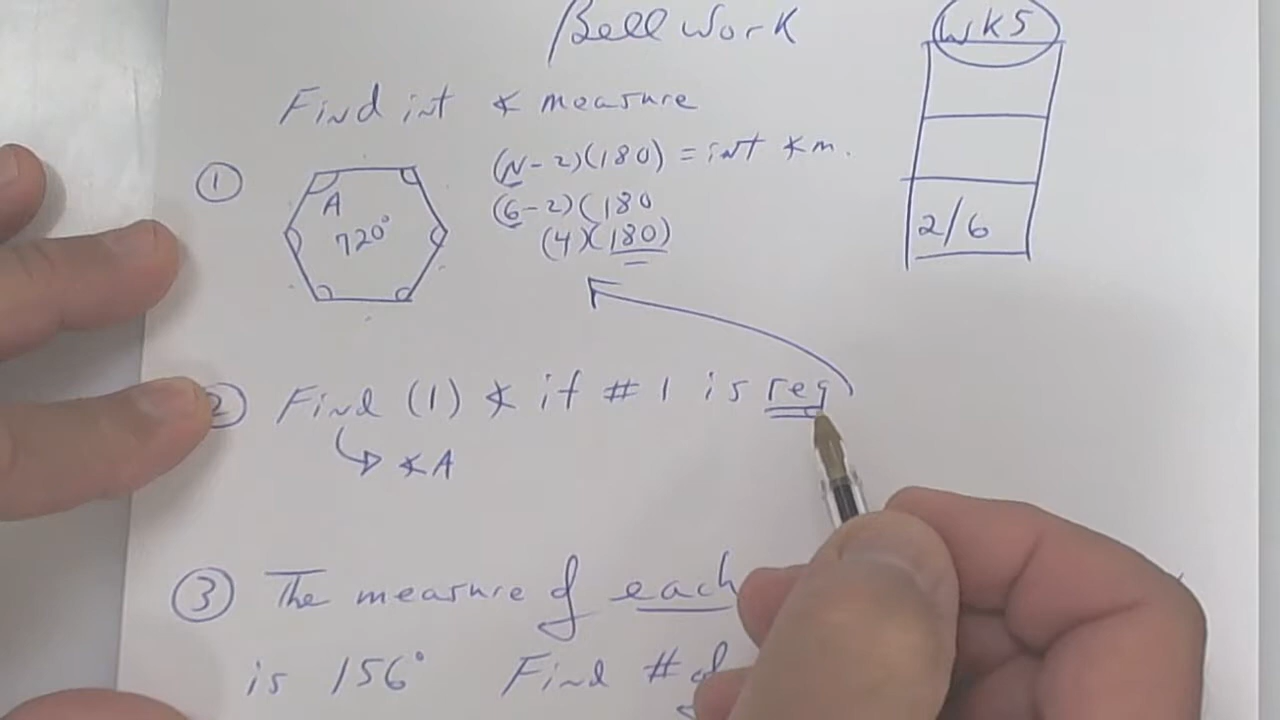 Bell Work
WK5
Find int ∡ measure
① (N-2)(180) = int ∡ m.
A
720°
(6-2)(180
(4)(180)
2/6
② Find (1) ∡ if #1 is reg
↳ ∡A
③ The measure of each
is 156° Find # of